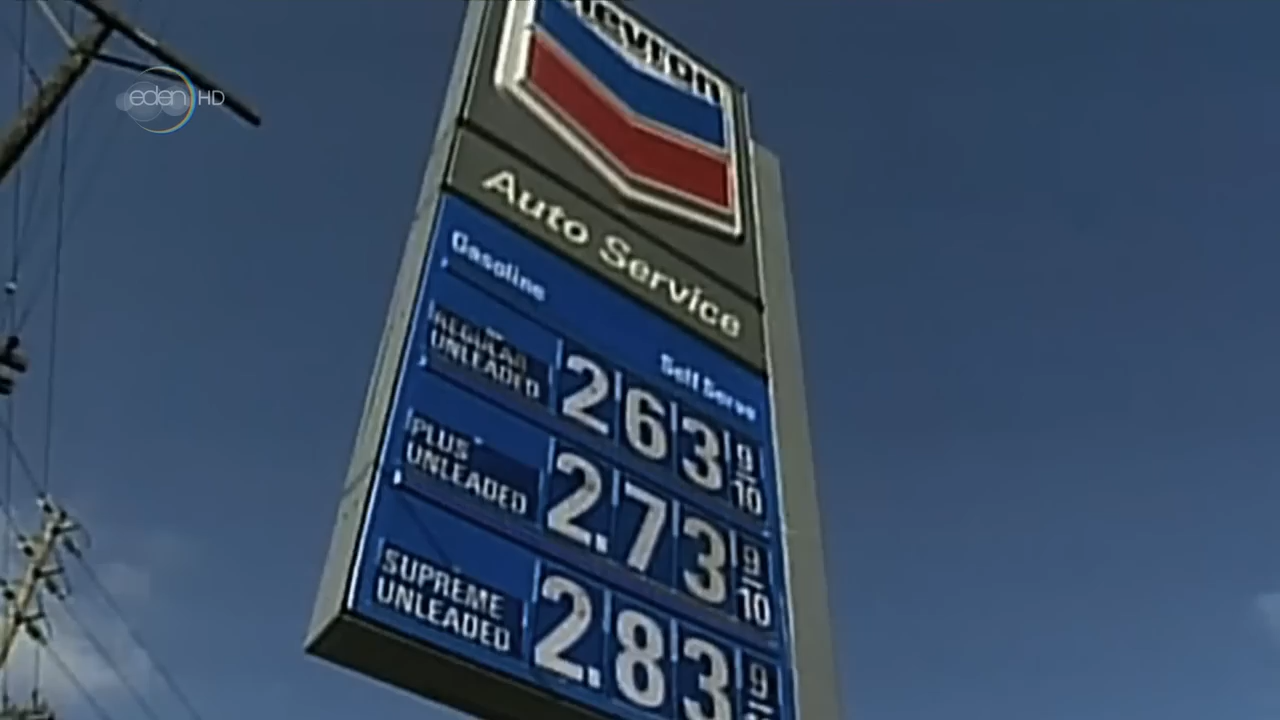 eden HD
Chevron
Auto Service
Gasoline
Self Serve
REGULAR
UNLEADED
2 63 9/10
PLUS
UNLEADED
2.73 9/10
SUPREME
UNLEADED
2.83 9